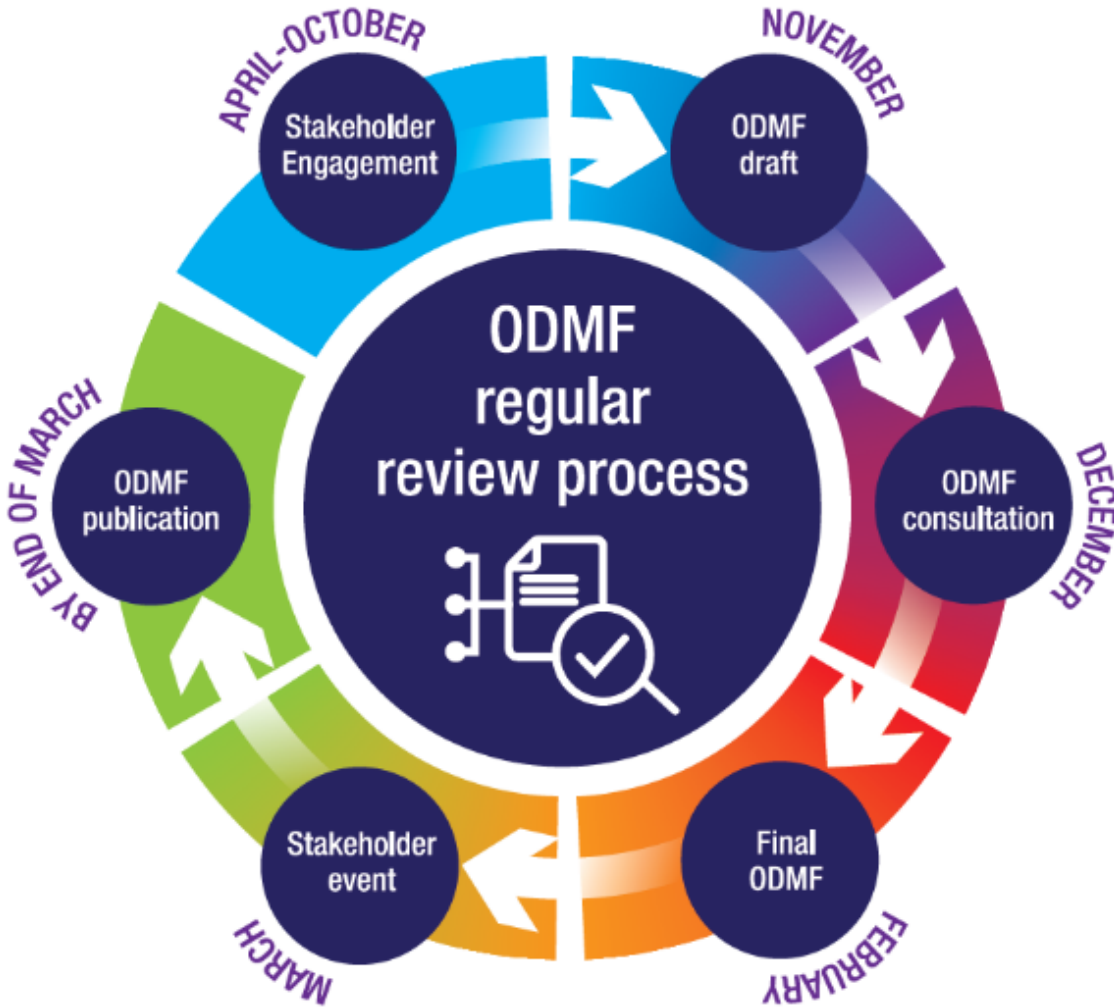 ODMF
regular
review process
APRIL-OCTOBER
Stakeholder
Engagement
NOVEMBER
ODMF
draft
DECEMBER
ODMF
consultation
FEBRUARY
Final
ODMF
MARCH
Stakeholder
event
BY END OF MARCH
ODMF
publication